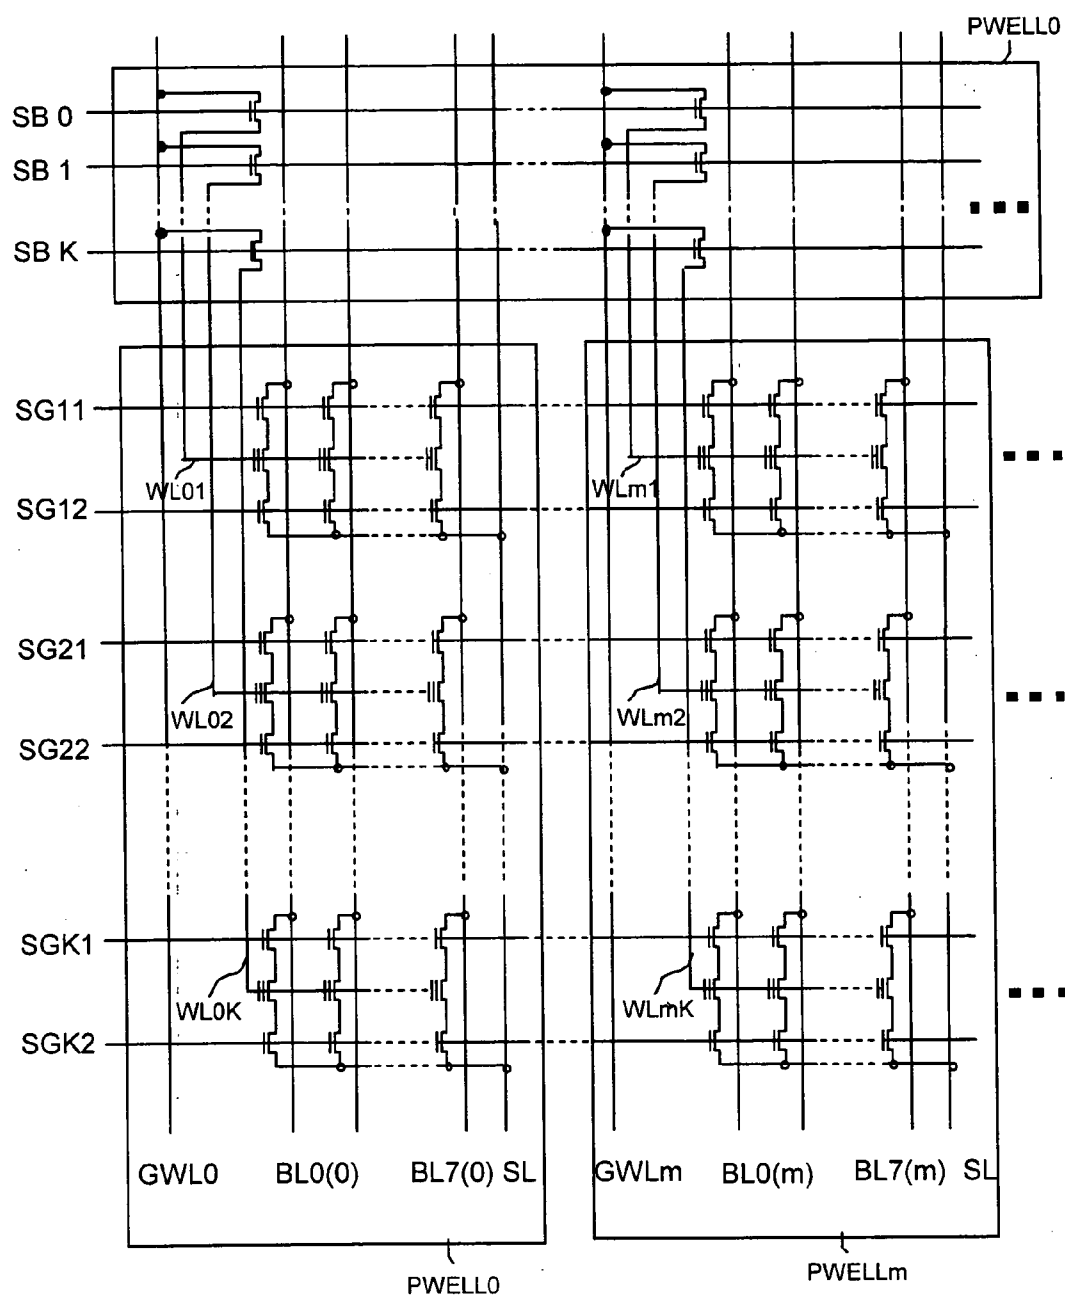 PWELL0
SB 0
SB 1
SB K
SG11
WL01
WLm1
SG12
SG21
WL02
WLm2
SG22
SGK1
WL0K
WLmK
SGK2
GWL0 BL0(0) BL7(0) SL GWLm BL0(m) BL7(m) SL
PWELL0
PWELLm